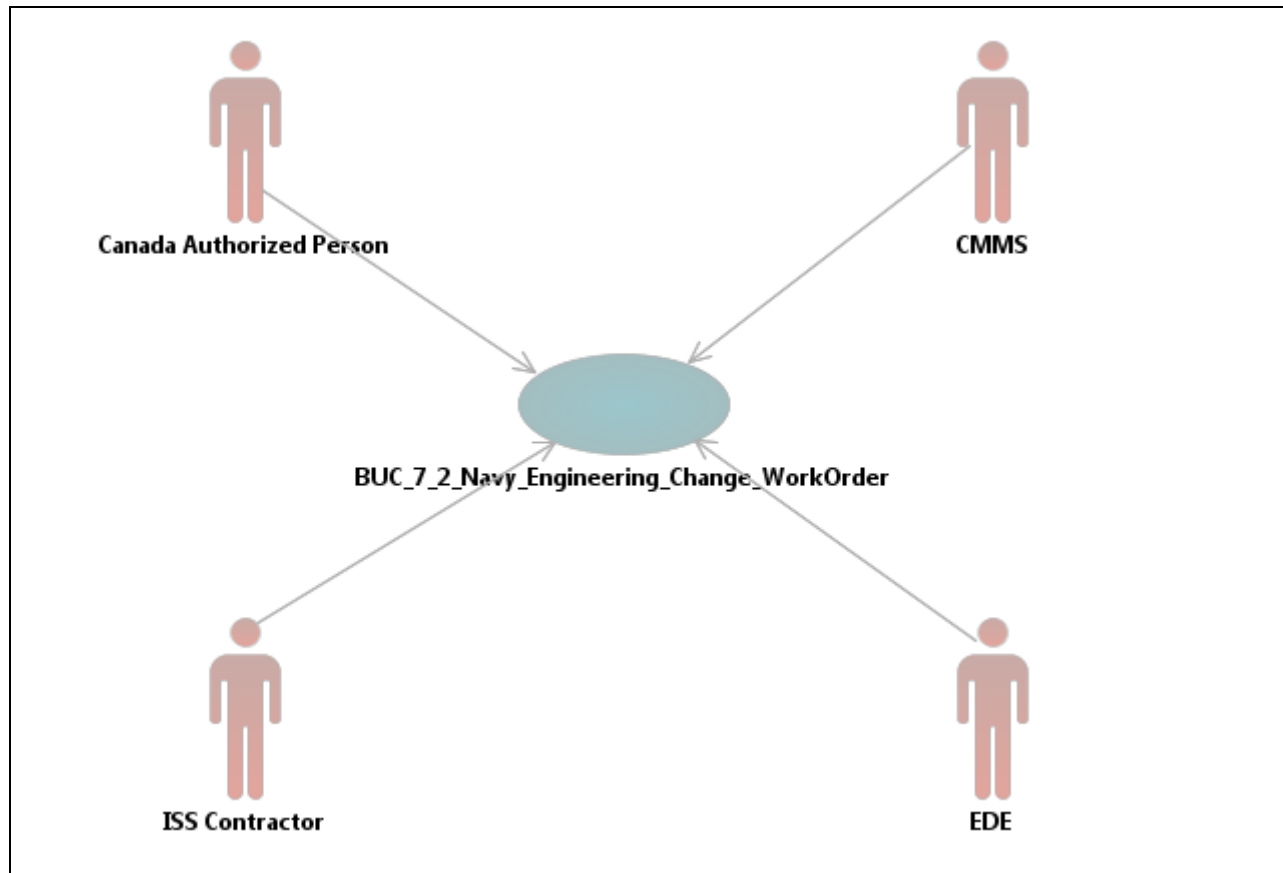 Canada Authorized Person
CMMS
BUC_7_2_Navy_Engineering_Change_WorkOrder
ISS Contractor
EDE